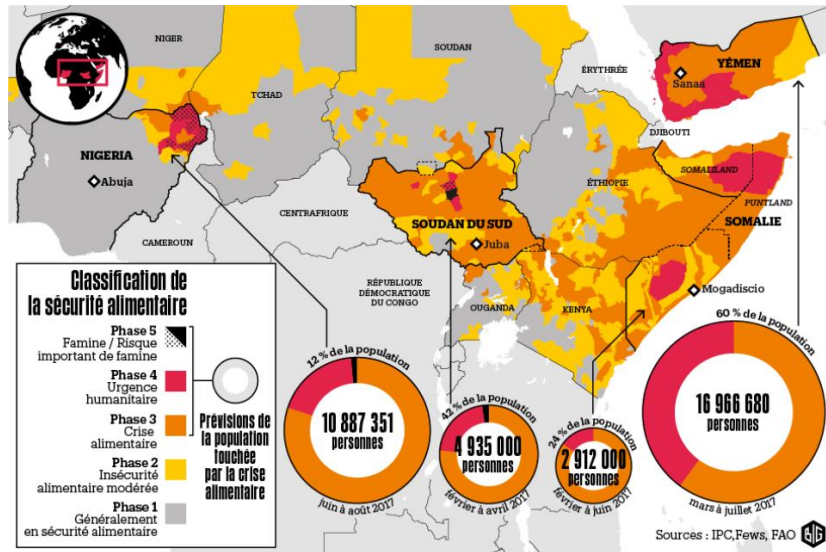 NIGER
SOUDAN
ÉRYTHRÉE
YÉMEN
Sanaa
TCHAD
DJIBOUTI
NIGERIA
Abuja
SOMALILAND
ÉTHIOPIE
PUNTLAND
SOMALIE
CENTRAFRIQUE
SOUDAN DU SUD
Juba
CAMEROUN
RÉPUBLIQUE
DÉMOCRATIQUE
DU CONGO
OUGANDA
KENYA
Mogadiscio
Classification de
la sécurité alimentaire
Phase 5
Famine / Risque
important de famine
Phase 4
Urgence
humanitaire
Phase 3
Crise
alimentaire
Phase 2
Insécurité
alimentaire modérée
Phase 1
Généralement
en sécurité alimentaire
Prévisions de
la population
touchée
par la crise
alimentaire
12 % de la population
10 887 351
personnes
juin à août 2017
42 % de la population
4 935 000
personnes
février à avril 2017
24 % de la population
2 912 000
personnes
février à juin 2017
60 % de la population
16 966 680
personnes
mars à juillet 2017
Sources : IPC,Fews, FAO
BIG